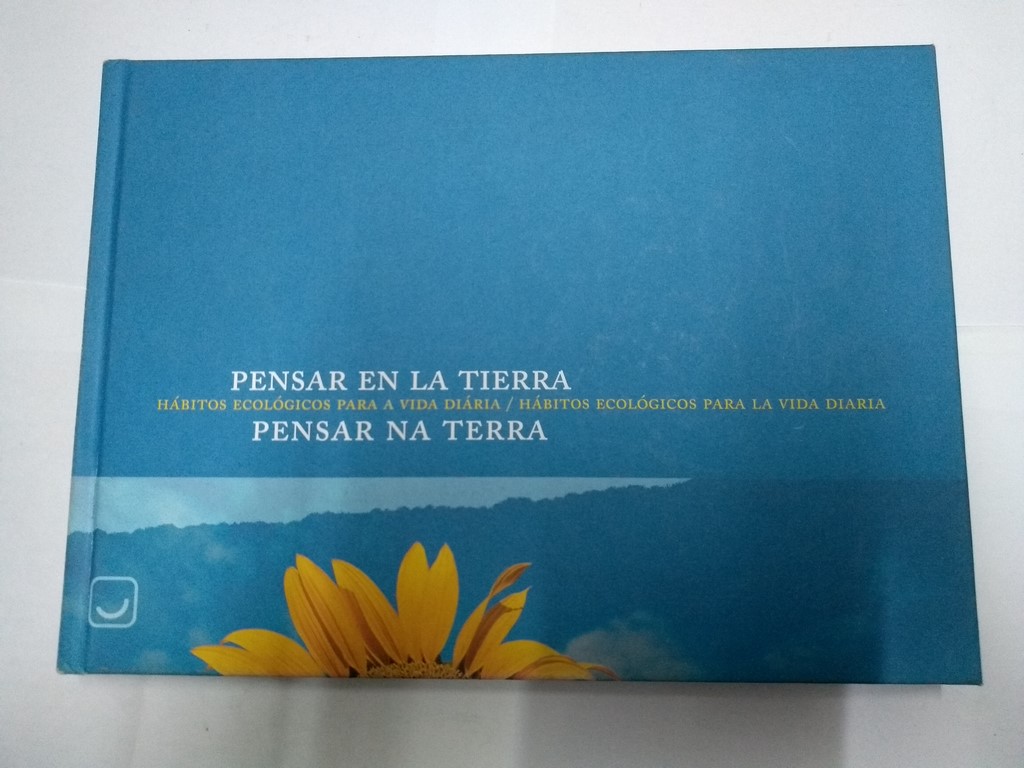 PENSAR EN LA TIERRA
HÁBITOS ECOLÓGICOS PARA A VIDA DIÁRIA / HÁBITOS ECOLÓGICOS PARA LA VIDA DIARIA
PENSAR NA TERRA